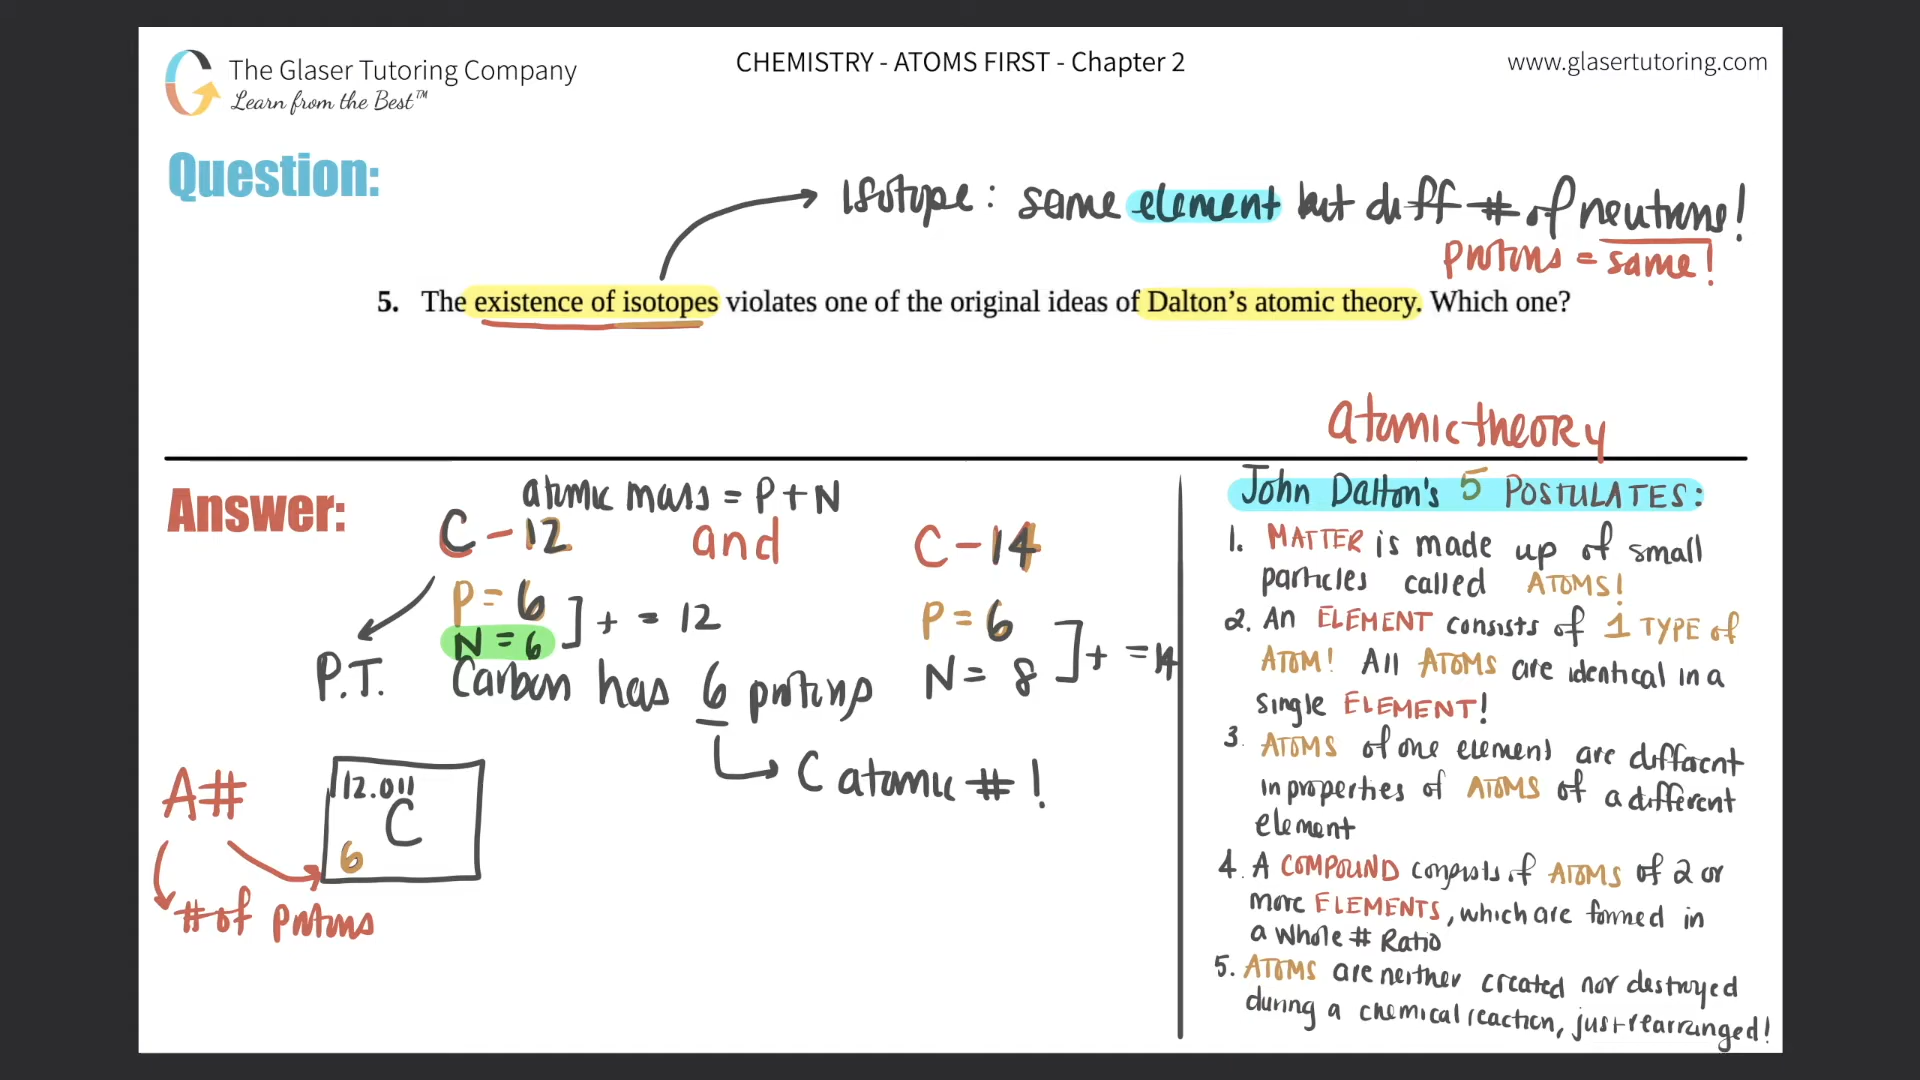 The Glaser Tutoring Company
Learn from the Best™
CHEMISTRY - ATOMS FIRST - Chapter 2
www.glasertutoring.com
Question:
Isotope: same element but diff # of neutrons!
protons = same!
5. The existence of isotopes violates one of the original ideas of Dalton's atomic theory. Which one?
atomic theory
Answer:
atomic mass = P+N
C-12 and C-14
P=6
N=6
] + = 12
P=6
N=8
] + = 14
P.T.
Carbon has 6 protons
C atomic #!
A#
12.011
C
6
# of protons
John Dalton's 5 POSTULATES:
1. MATTER is made up of small
particles called ATOMS!
2. An ELEMENT consists of 1 TYPE of
ATOM! All ATOMS are identical in a
single ELEMENT!
3. ATOMS of one element are different
in properties of ATOMS of a different
element
4. A COMPOUND consists of ATOMS of 2 or
more ELEMENTS, which are formed in
a whole # Ratio
5. ATOMS are neither created nor destroyed
during a chemical reaction, just rearranged!